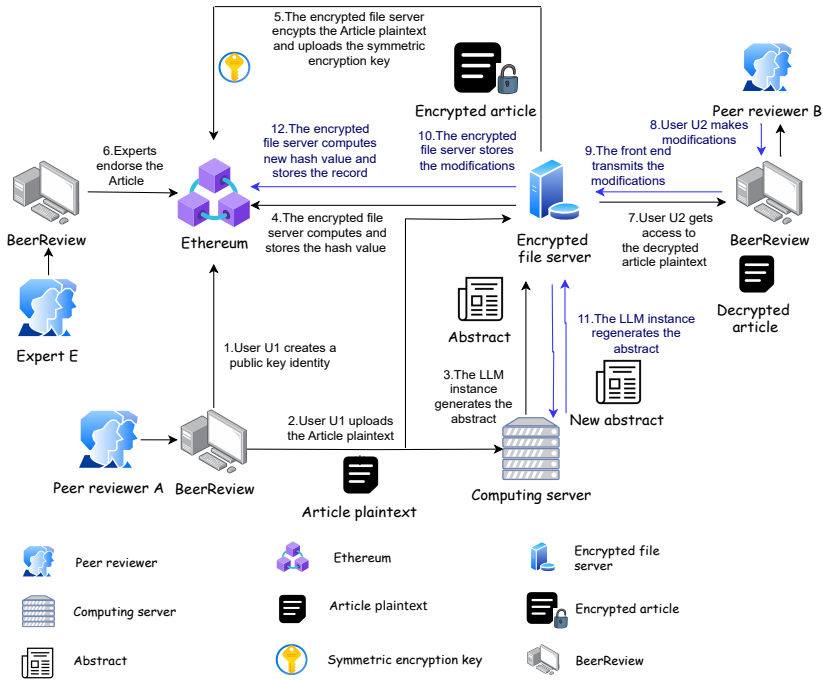 5.The encrypted file server
encypts the Article plaintext
and uploads the symmetric
encryption key
Encrypted article
Peer reviewer B
6.Experts
endorse the
Article
12.The encrypted
file server computes
new hash value and
stores the record
10.The encrypted
file server stores
the modifications
8.User U2 makes
modifications
9.The front end
transmits the
modifications
BeerReview
Ethereum
4.The encrypted file
server computes and
stores the hash value
Encrypted
file server
7.User U2 gets
access to
the decrypted
article plaintext
BeerReview
Decrypted
article
Expert E
Abstract
11.The LLM instance
regenerates the
abstract
1.User U1 creates a
public key identity
3.The LLM
instance
generates the
abstract
New abstract
2.User U1 uploads
the Article plaintext
Peer reviewer A
BeerReview
Article plaintext
Computing server
Peer reviewer
Ethereum
Encrypted file
server
Computing server
Article plaintext
Encrypted article
Abstract
Symmetric encryption key
BeerReview